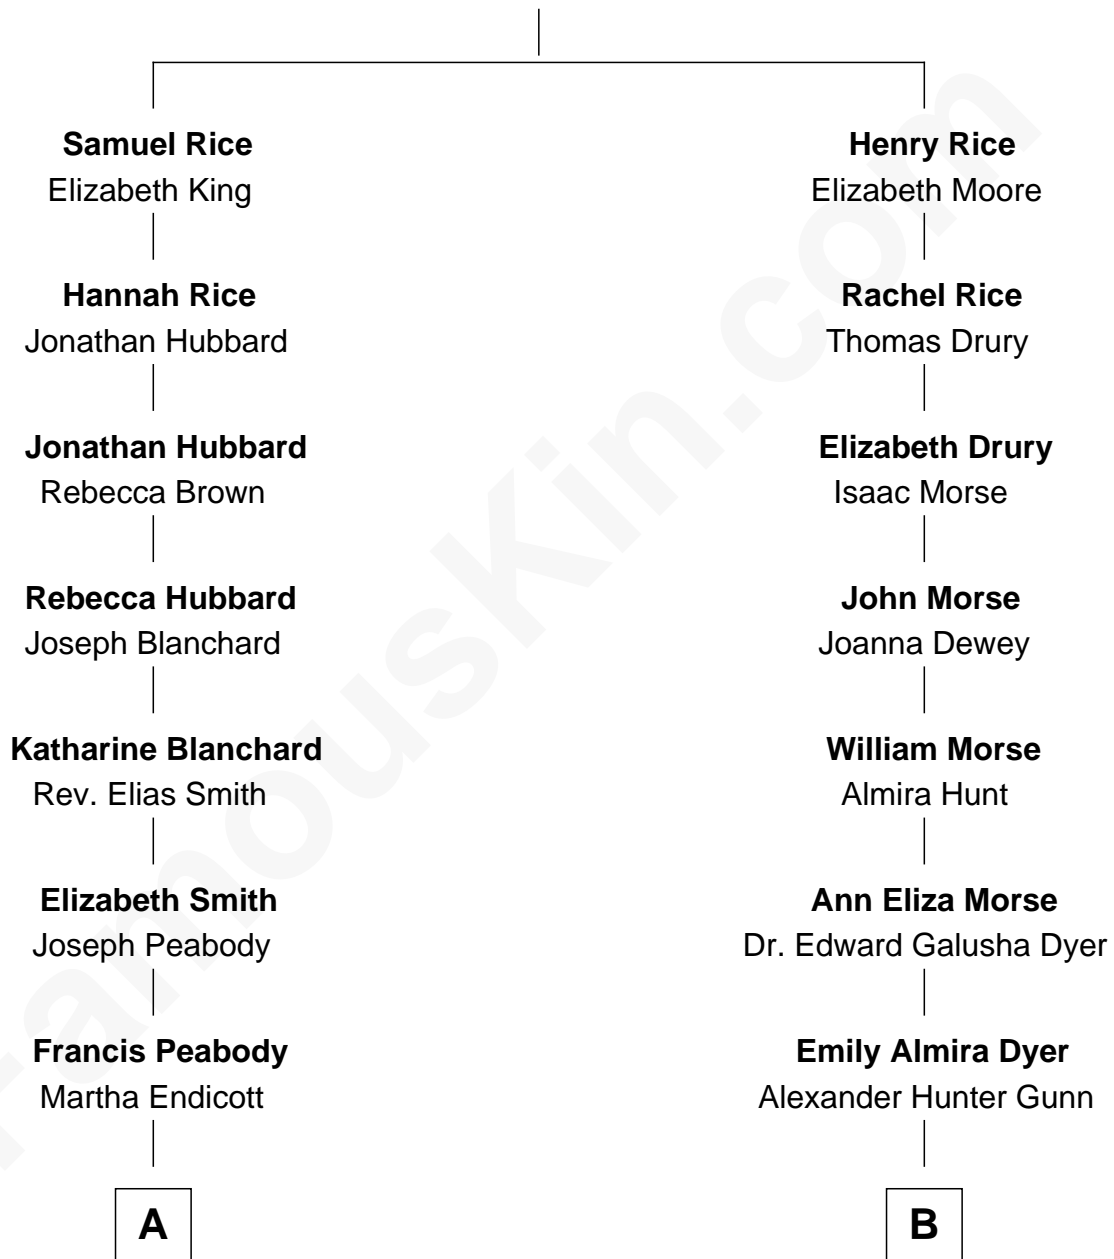 Samuel Rice
Elizabeth King
Hannah Rice
Jonathan Hubbard
Jonathan Hubbard
Rebecca Brown
Rebecca Hubbard
Joseph Blanchard
Katharine Blanchard
Rev. Elias Smith
Elizabeth Smith
Joseph Peabody
Francis Peabody
Martha Endicott
A
Henry Rice
Elizabeth Moore
Rachel Rice
Thomas Drury
Elizabeth Drury
Isaac Morse
John Morse
Joanna Dewey
William Morse
Almira Hunt
Ann Eliza Morse
Dr. Edward Galusha Dyer
Emily Almira Dyer
Alexander Hunter Gunn
B
FamousKin.com